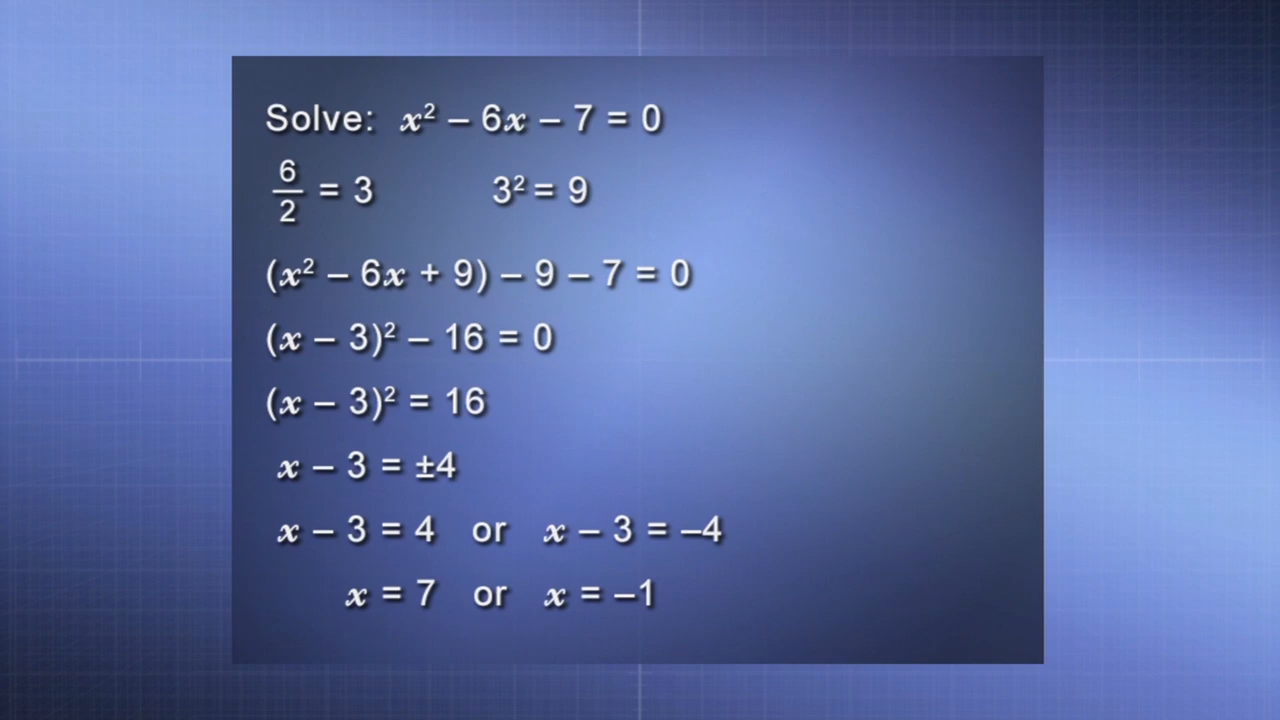 Solve: x² – 6x – 7 = 0
6/2 = 3 3² = 9
(x² – 6x + 9) – 9 – 7 = 0
(x – 3)² – 16 = 0
(x – 3)² = 16
x – 3 = ±4
x – 3 = 4 or x – 3 = –4
x = 7 or x = –1